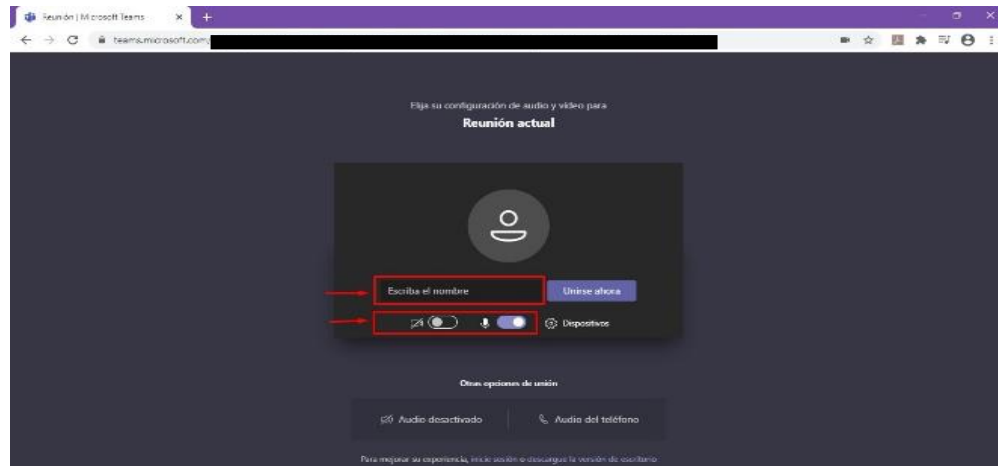 Reunión | Microsoft Teams
teams.microsoft.com/
Elija su configuración de audio y vídeo para
Reunión actual
Escriba el nombre
Unirse ahora
Dispositivos
Otras opciones de unión
Audio desactivado
Audio del teléfono
Para mejorar su experiencia, inicie sesión o descargue la versión de escritorio